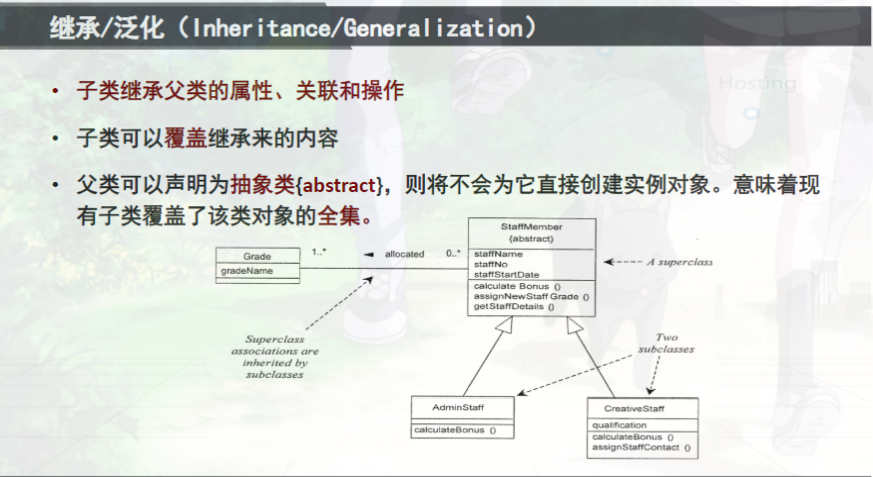 继承/泛化（Inheritance/Generalization）
Hosting
• 子类继承父类的属性、关联和操作
• 子类可以覆盖继承来的内容
• 父类可以声明为抽象类{abstract}，则将不会为它直接创建实例对象。意味着现
有子类覆盖了该类对象的全集。
StaffMember
{abstract}
staffName
staffNo
staffStartDate
calculate Bonus ()
assignNewStaff Grade ()
getStaffDetails ()
Grade
gradeName
1..*
◄ allocated
0..*
A superclass
Superclass
associations are
inherited by
subclasses
Two
subclasses
AdminStaff
calculateBonus ()
CreativeStaff
qualification
calculateBonus ()
assignStaffContact ()